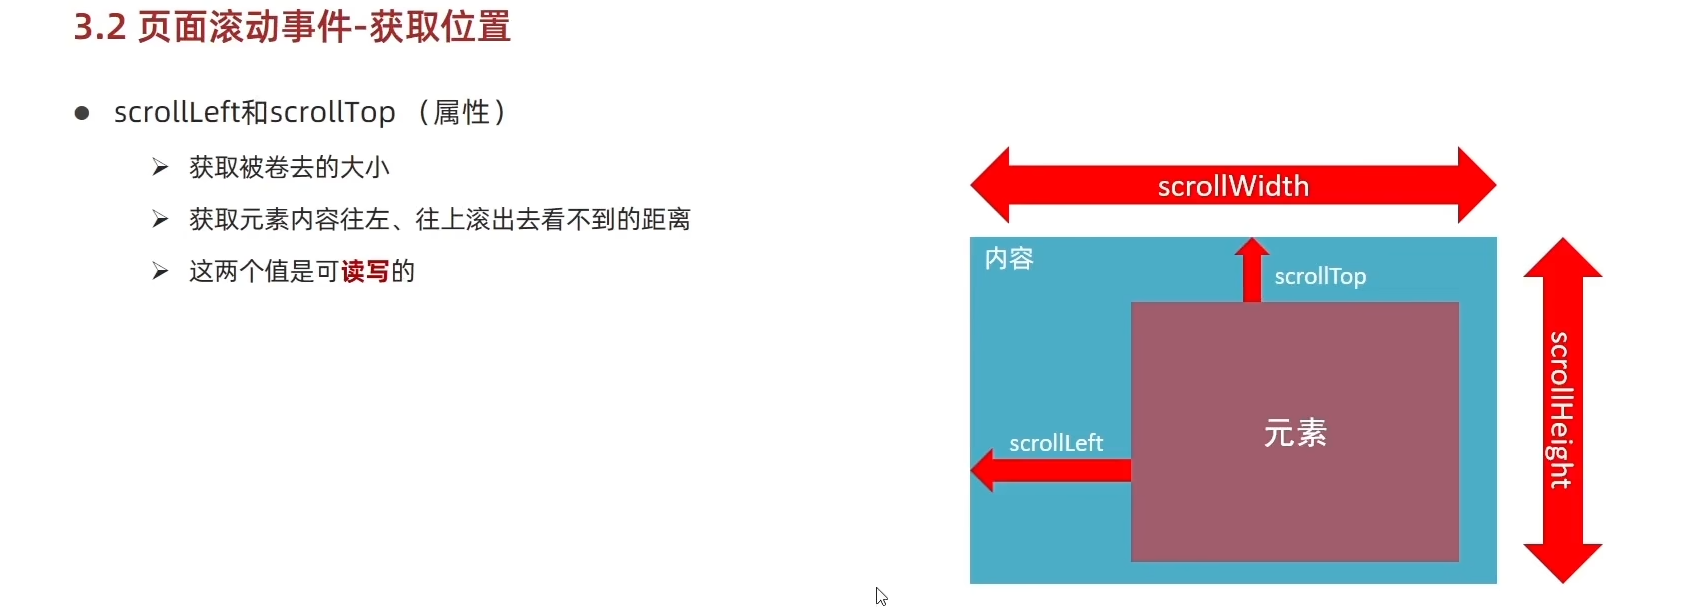 3.2 页面滚动事件-获取位置
● scrollLeft和scrollTop （属性）
➢ 获取被卷去的大小
➢ 获取元素内容往左、往上滚出去看不到的距离
➢ 这两个值是可读写的
scrollWidth
内容
scrollTop
scrollLeft
元素
scrollHeight